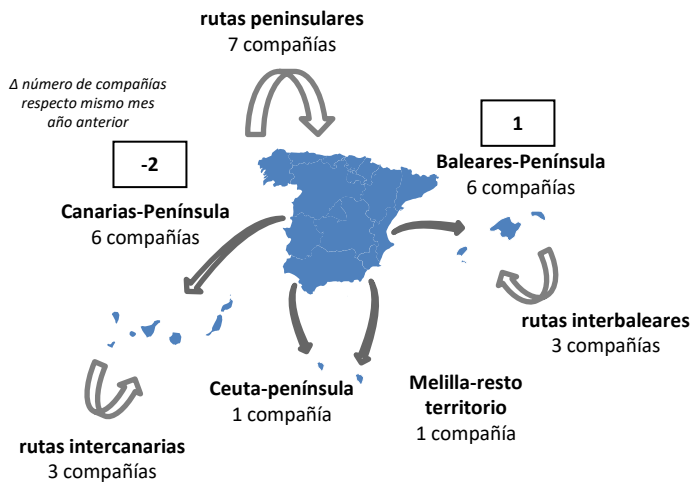 rutas peninsulares
7 compañías
Δ número de compañías
respecto mismo mes
año anterior
-2
Canarias-Península
6 compañías
1
Baleares-Península
6 compañías
rutas interbaleares
3 compañías
Ceuta-península
1 compañía
Melilla-resto
territorio
1 compañía
rutas intercanarias
3 compañías